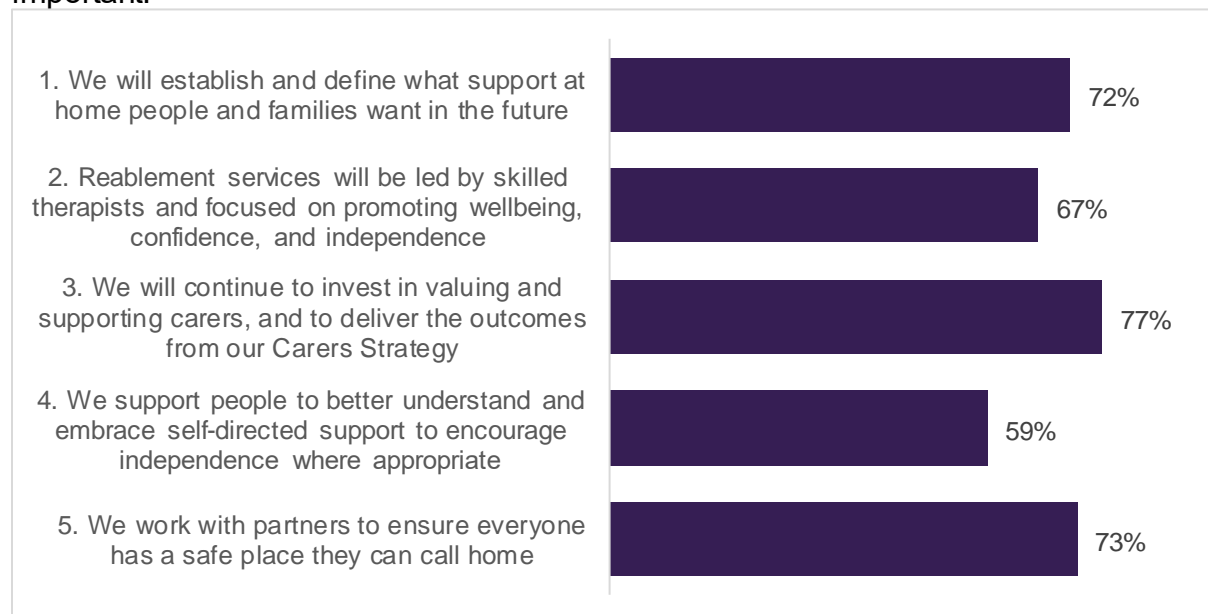 important.
1. We will establish and define what support at
home people and families want in the future
72%
2. Reablement services will be led by skilled
therapists and focused on promoting wellbeing,
confidence, and independence
67%
3. We will continue to invest in valuing and
supporting carers, and to deliver the outcomes
from our Carers Strategy
77%
4. We support people to better understand and
embrace self-directed support to encourage
independence where appropriate
59%
5. We work with partners to ensure everyone
has a safe place they can call home
73%